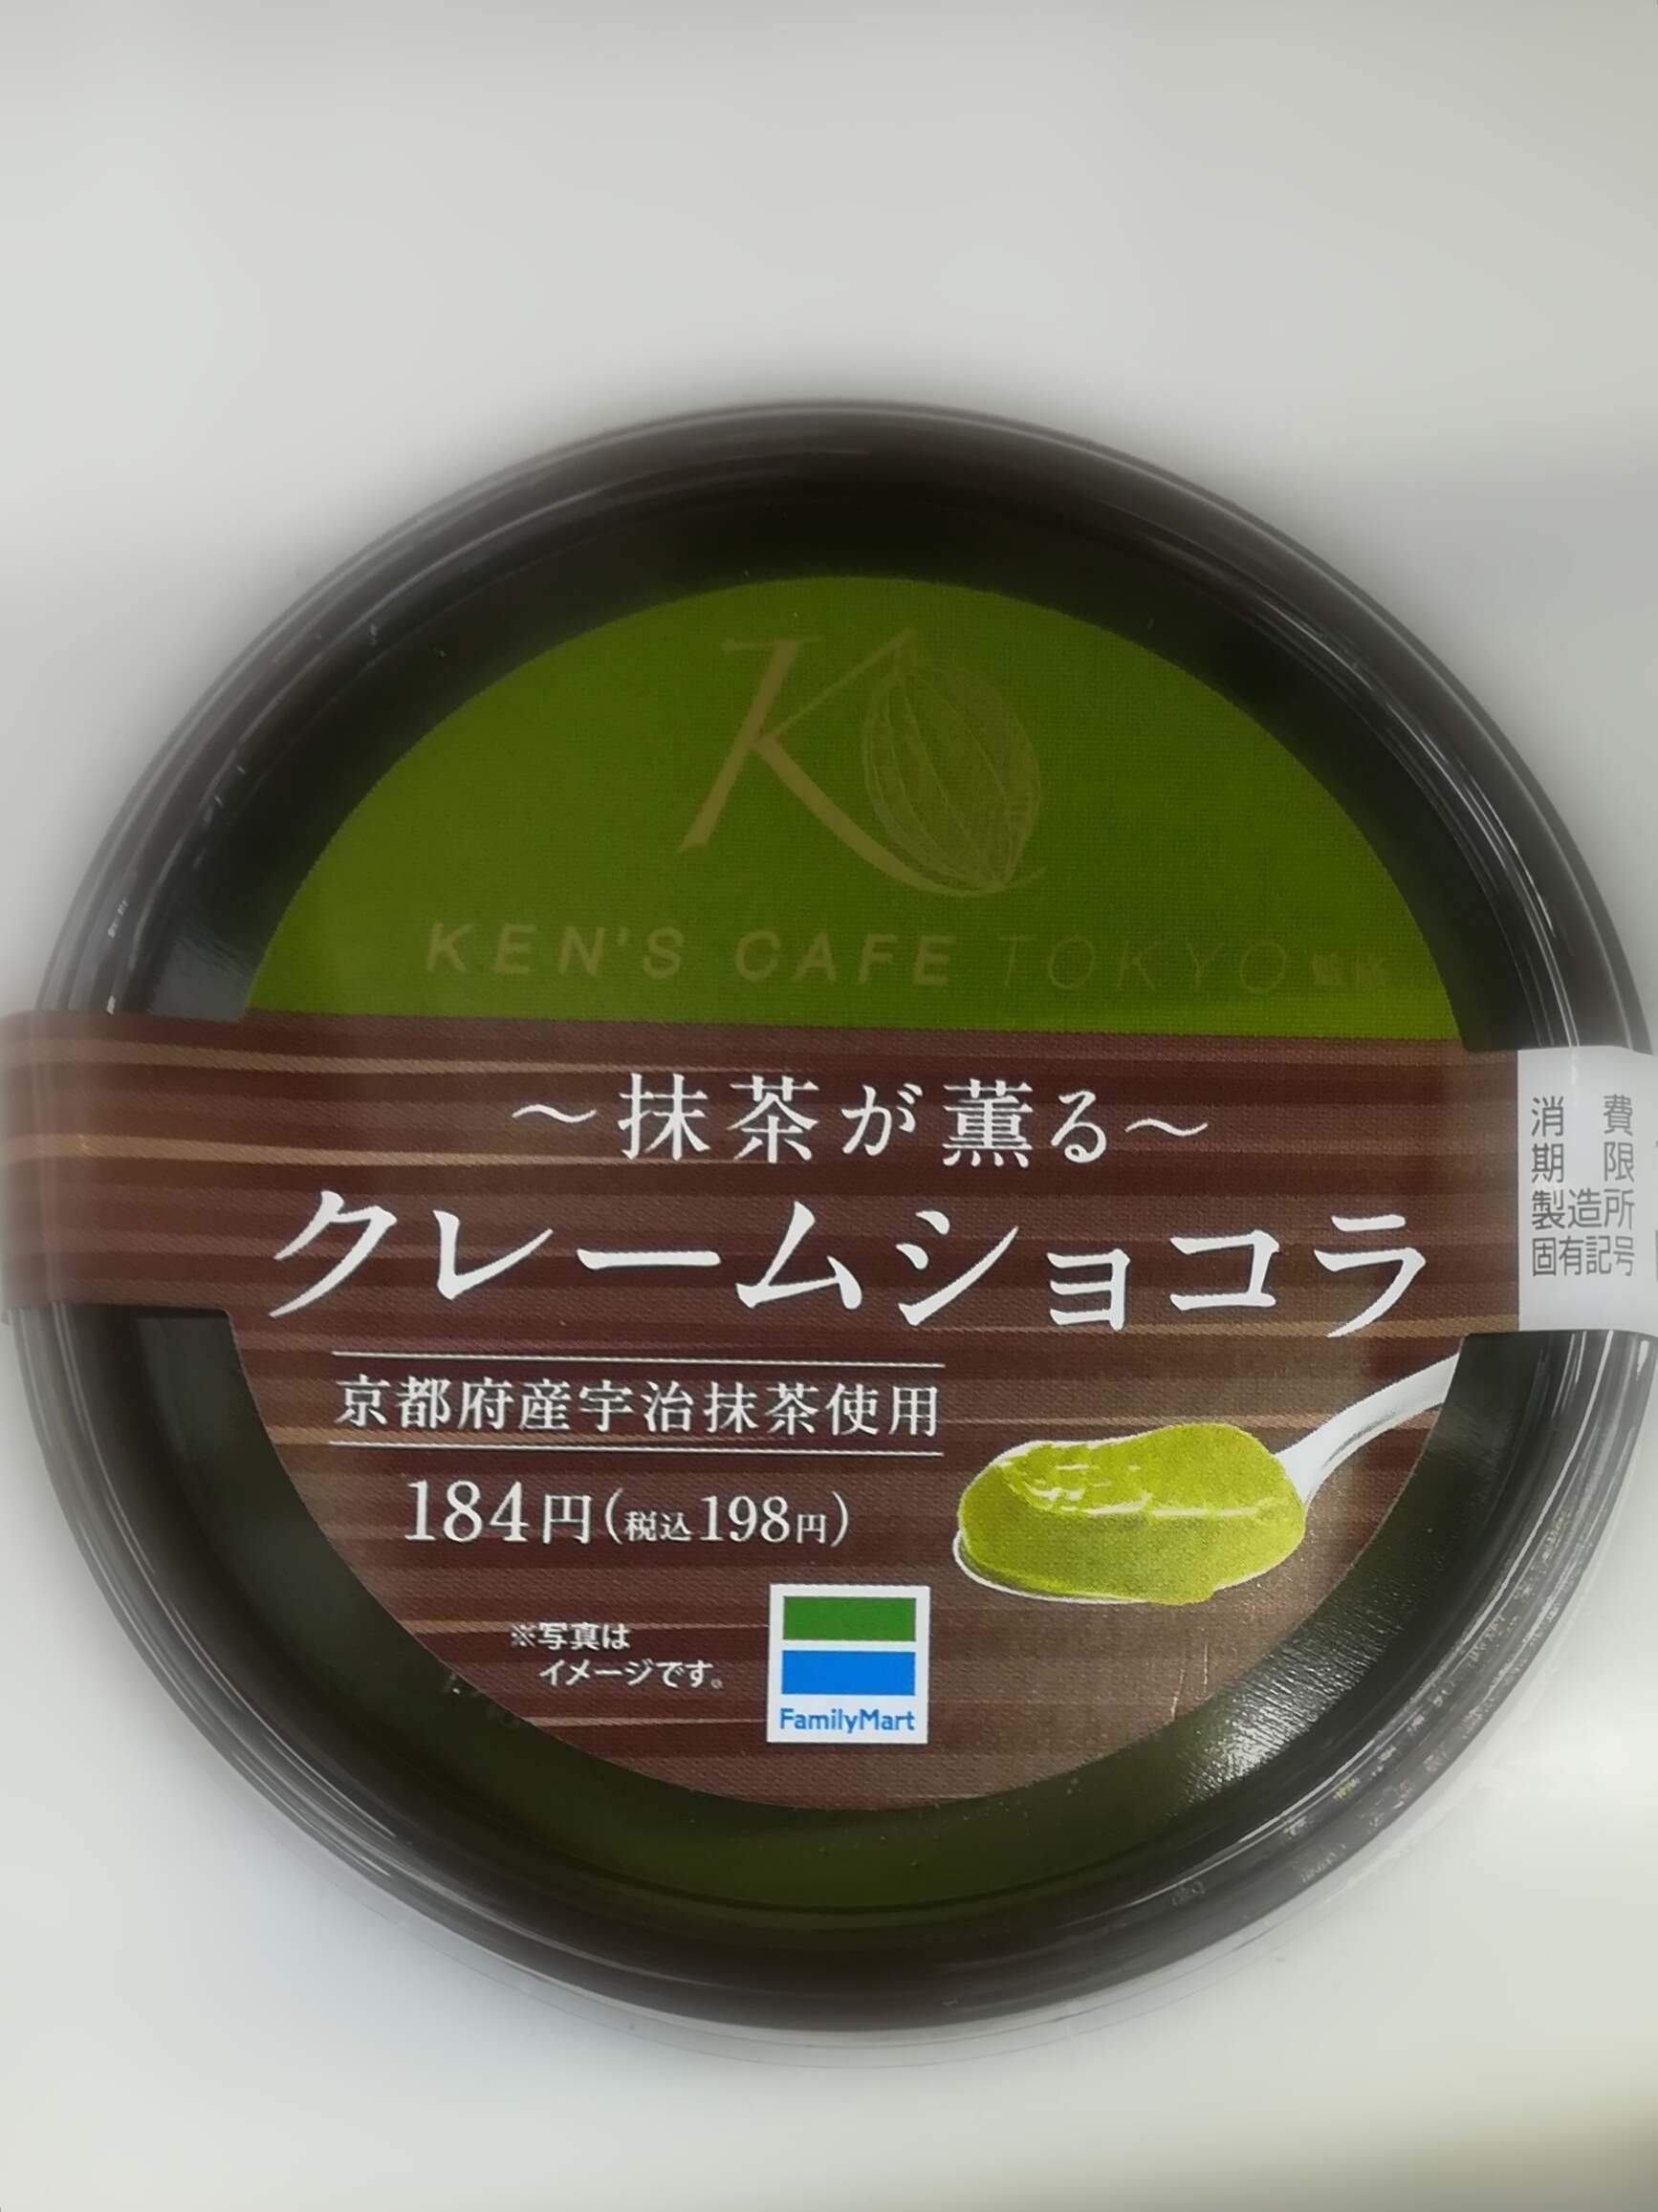 K
KEN'S CAFE TOKYO 監修
～抹茶が薫る～
クレームショコラ
京都府産宇治抹茶使用
184円(税込198円)
※写真は
イメージです。
FamilyMart
消費
期限
製造所
固有記号